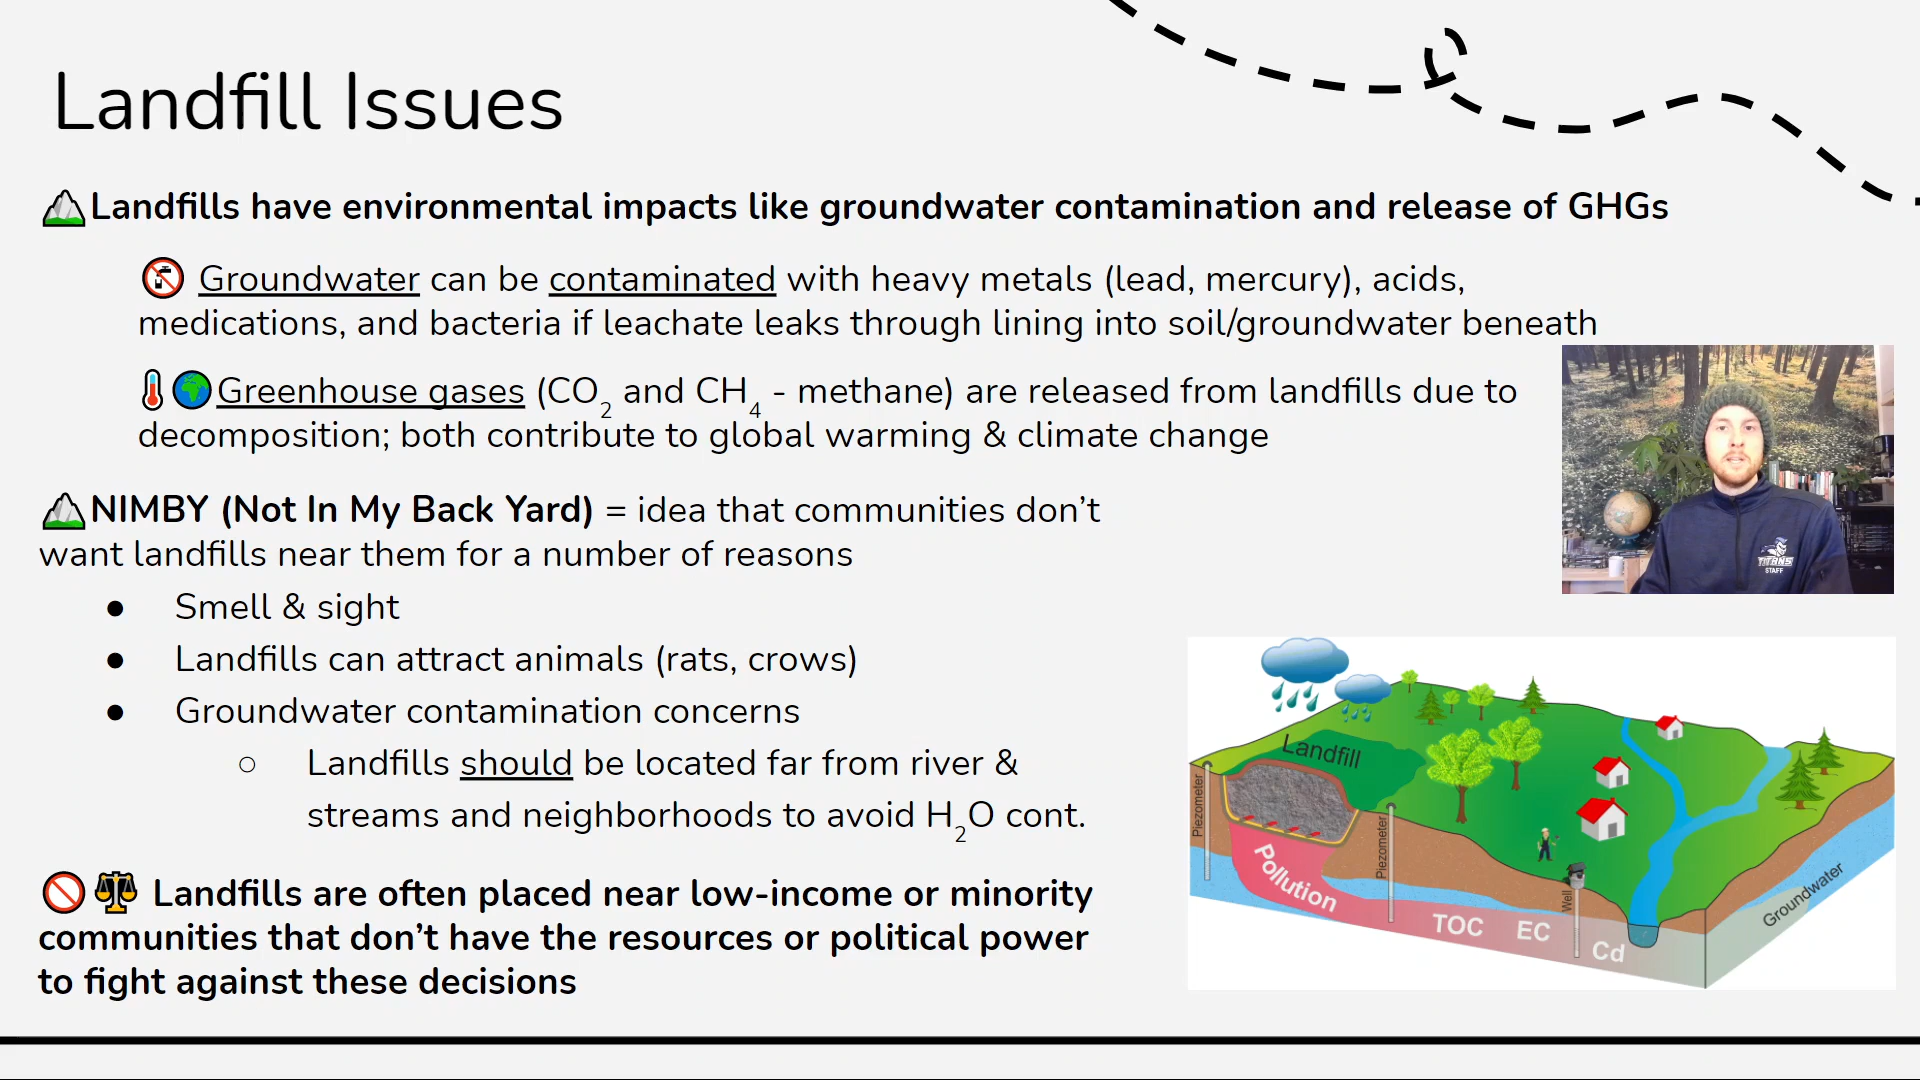 Landfill Issues
Landfills have environmental impacts like groundwater contamination and release of GHGs
Groundwater can be contaminated with heavy metals (lead, mercury), acids,
medications, and bacteria if leachate leaks through lining into soil/groundwater beneath
Greenhouse gases (CO2 and CH4 - methane) are released from landfills due to
decomposition; both contribute to global warming & climate change
NIMBY (Not In My Back Yard) = idea that communities don’t
want landfills near them for a number of reasons
● Smell & sight
● Landfills can attract animals (rats, crows)
● Groundwater contamination concerns
○ Landfills should be located far from river &
streams and neighborhoods to avoid H2O cont.
Landfills are often placed near low-income or minority
communities that don’t have the resources or political power
to fight against these decisions
TITANS
STAFF
Landfill
Piezometer
Piezometer
Pollution
Well
TOC
EC
Cd
Groundwater